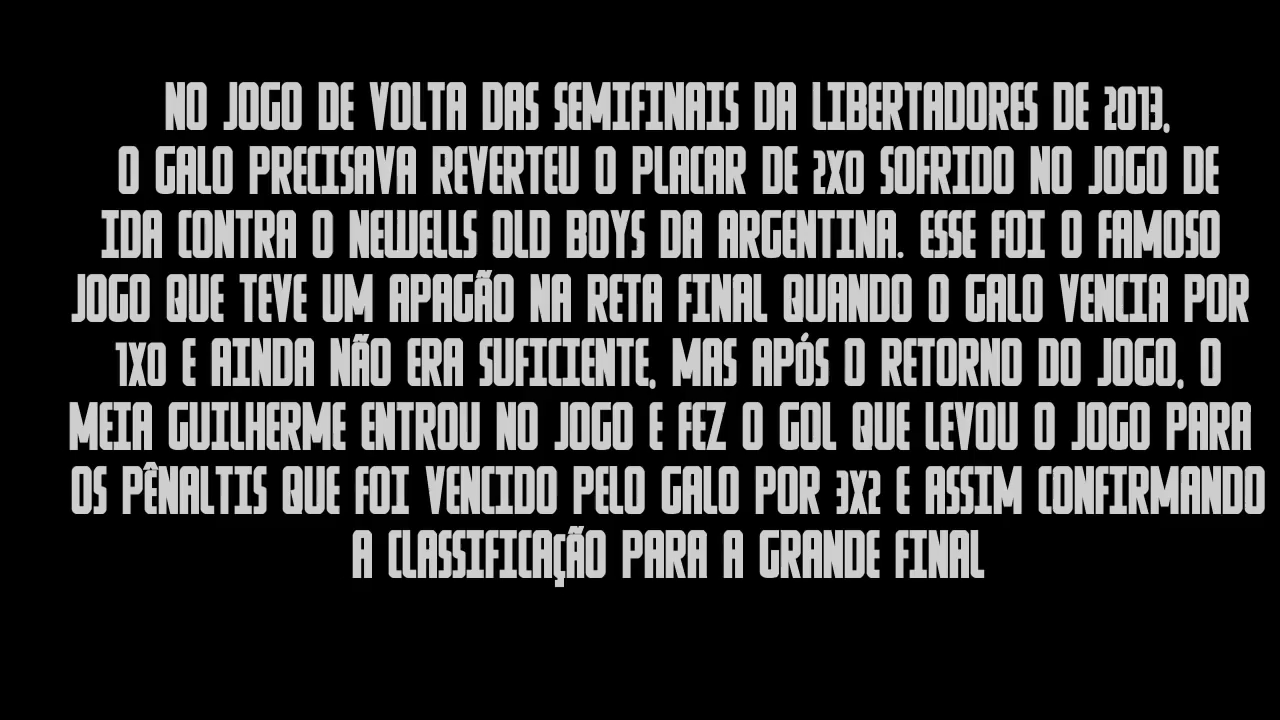 NO JOGO DE VOLTA DAS SEMIFINAIS DA LIBERTADORES DE 2013,
O GALO PRECISAVA REVERTEU O PLACAR DE 2X0 SOFRIDO NO JOGO DE
IDA CONTRA O NEWELLS OLD BOYS DA ARGENTINA. ESSE FOI O FAMOSO
JOGO QUE TEVE UM APAGÃO NA RETA FINAL QUANDO O GALO VENCIA POR
1X0 E AINDA NÃO ERA SUFICIENTE, MAS APÓS O RETORNO DO JOGO, O
MEIA GUILHERME ENTROU NO JOGO E FEZ O GOL QUE LEVOU O JOGO PARA
OS PÊNALTIS QUE FOI VENCIDO PELO GALO POR 3X2 E ASSIM CONFIRMANDO
A CLASSIFICAÇÃO PARA A GRANDE FINAL